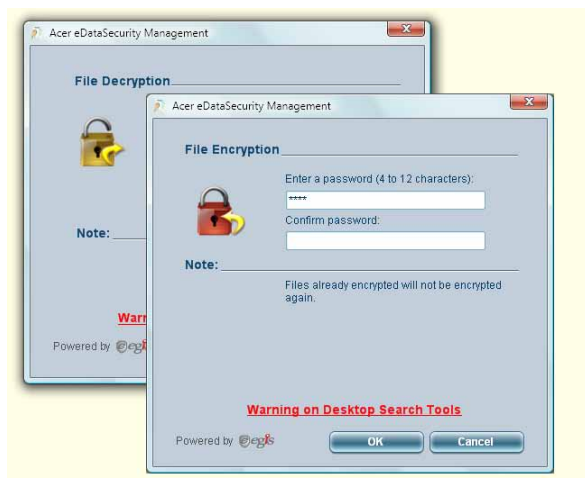 Acer eDataSecurity Management
File Decryption
Note:
Powered by egis
Acer eDataSecurity Management
File Encryption
Enter a password (4 to 12 characters):
****
Confirm password:
Note:
Files already encrypted will not be encrypted
again.
Warning on Desktop Search Tools
Powered by egis
OK
Cancel